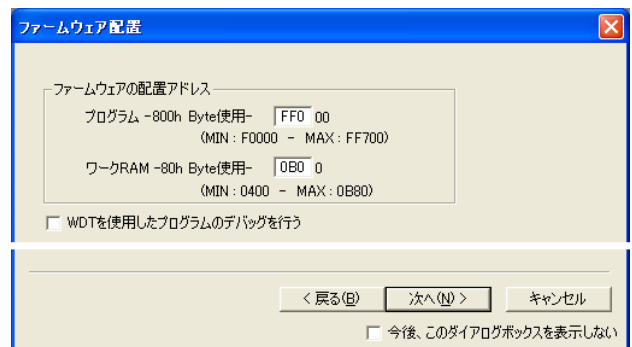 ファームウェア配置
ファームウェアの配置アドレス
プログラム -800h Byte使用- FF0 00
(MIN : F0000 - MAX : FF700)
ワークRAM -80h Byte使用- 0B0 0
(MIN : 0400 - MAX : 0B80)
WDTを使用したプログラムのデバッグを行う
< 戻る(B) 次へ(N) > キャンセル
今後、このダイアログボックスを表示しない